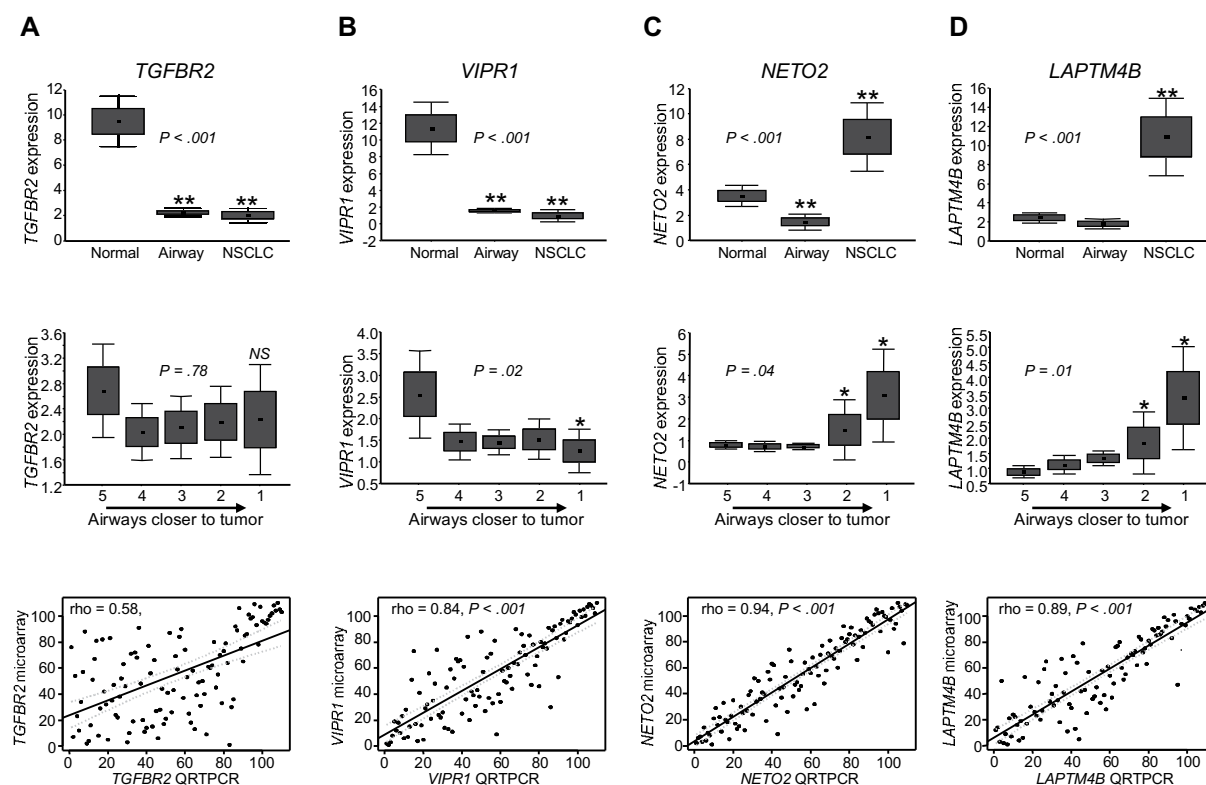 A
B
C
D
TGFBR2
VIPR1
NETO2
LAPTM4B
TGFBR2 expression
12
10
8
6
4
2
0
P < .001
**
**
Normal Airway NSCLC
VIPR1 expression
16
14
12
10
8
6
4
2
0
-2
P < .001
**
**
Normal Airway NSCLC
NETO2 expression
12
10
8
6
4
2
0
P < .001
**
**
Normal Airway NSCLC
LAPTM4B expression
16
14
12
10
8
6
4
2
0
P < .001
**
Normal Airway NSCLC
TGFBR2 expression
3.6
3.2
2.8
2.4
2.0
1.6
1.2
P = .78
NS
5 4 3 2 1
Airways closer to tumor
VIPR1 expression
4.0
3.5
3.0
2.5
2.0
1.5
1.0
0.5
P = .02
*
5 4 3 2 1
Airways closer to tumor
NETO2 expression
6
5
4
3
2
1
0
-1
P = .04
*
*
5 4 3 2 1
Airways closer to tumor
LAPTM4B expression
5.5
5.0
4.5
4.0
3.5
3.0
2.5
2.0
1.5
1.0
0.5
P = .01
*
*
5 4 3 2 1
Airways closer to tumor
TGFBR2 microarray
100
80
60
40
20
0
rho = 0.58,
0 20 40 60 80 100
TGFBR2 QRTPCR
VIPR1 microarray
100
80
60
40
20
0
rho = 0.84, P < .001
0 20 40 60 80 100
VIPR1 QRTPCR
NETO2 microarray
100
80
60
40
20
0
rho = 0.94, P < .001
0 20 40 60 80 100
NETO2 QRTPCR
LAPTM4B microarray
100
80
60
40
20
0
rho = 0.89, P < .001
0 20 40 60 80 100
LAPTM4B QRTPCR